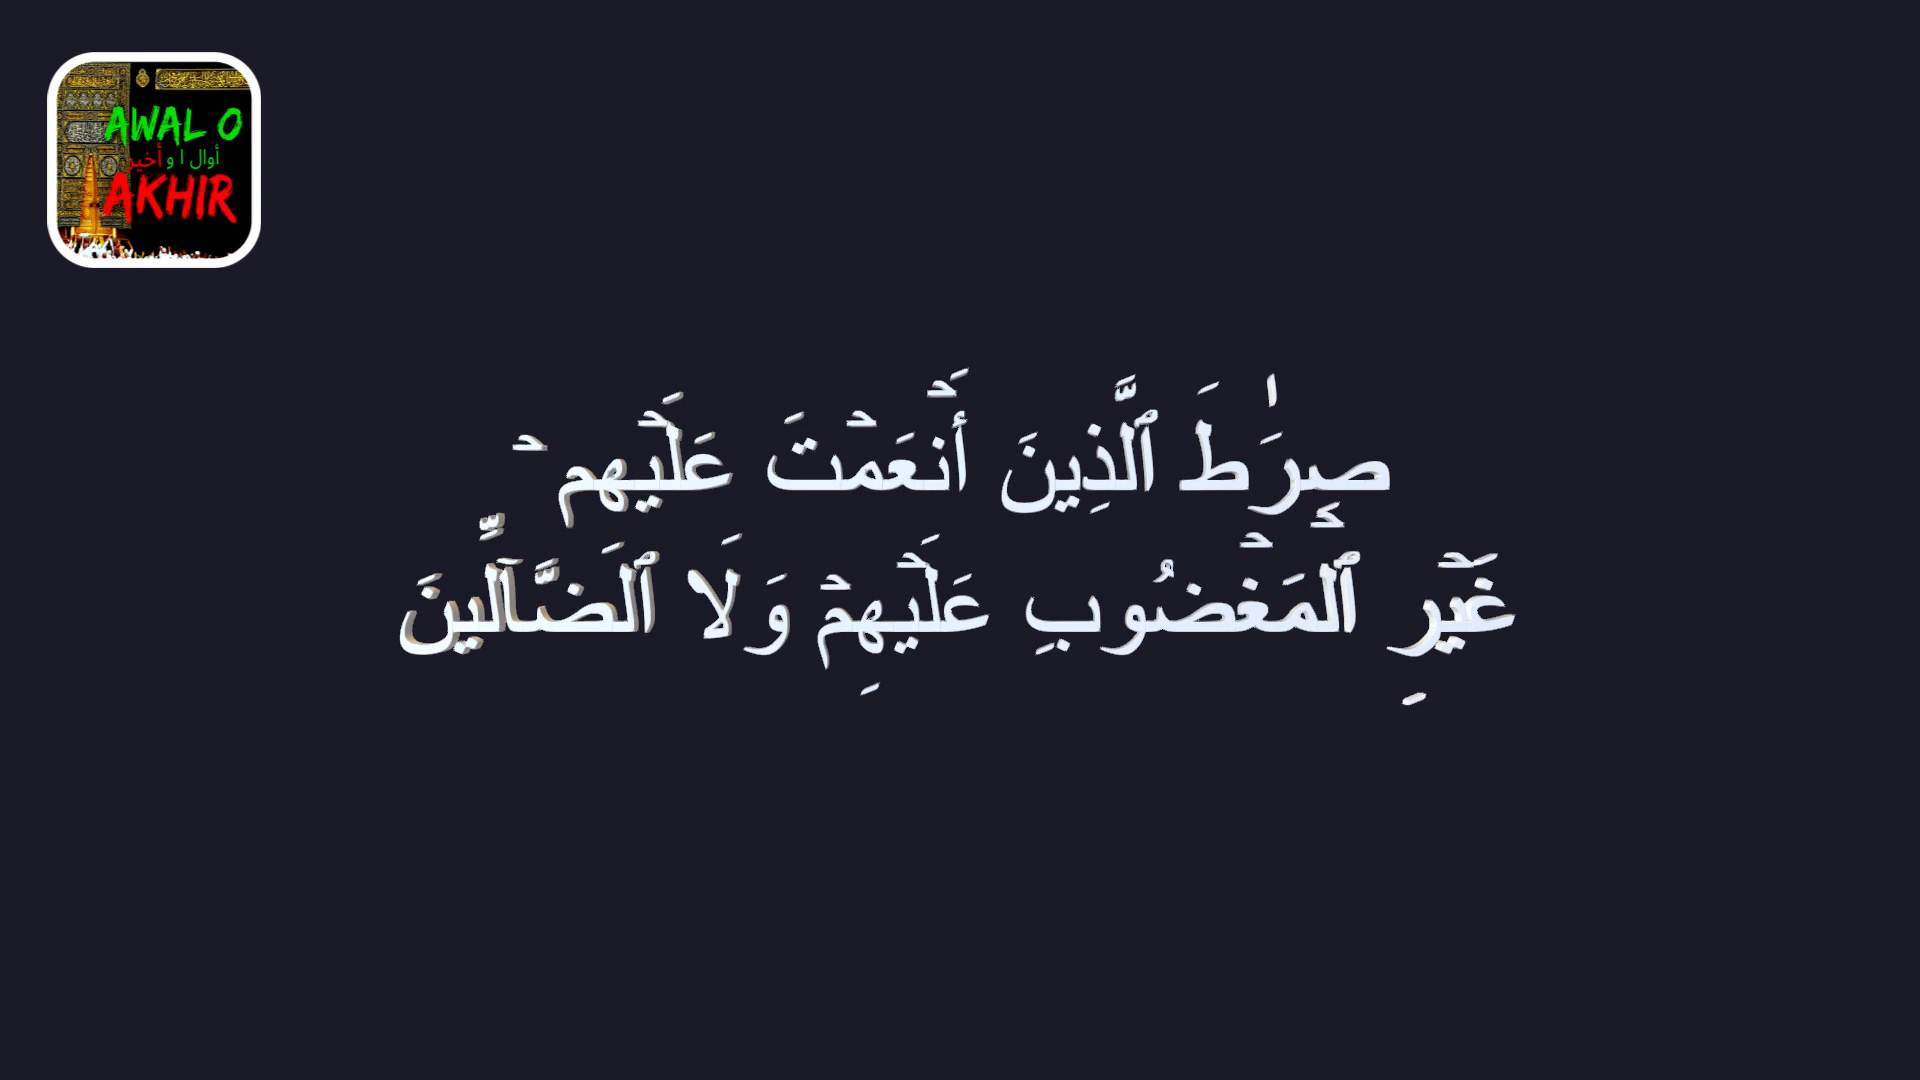 AWAL O
أوال ا و أخير
AKHIR
صِرَٰطَ ٱلَّذِينَ أَنۡعَمۡتَ عَلَيۡهِمۡ
غَيۡرِ ٱلۡمَغۡضُوبِ عَلَيۡهِمۡ وَلَا ٱلضَّآلِّينَ